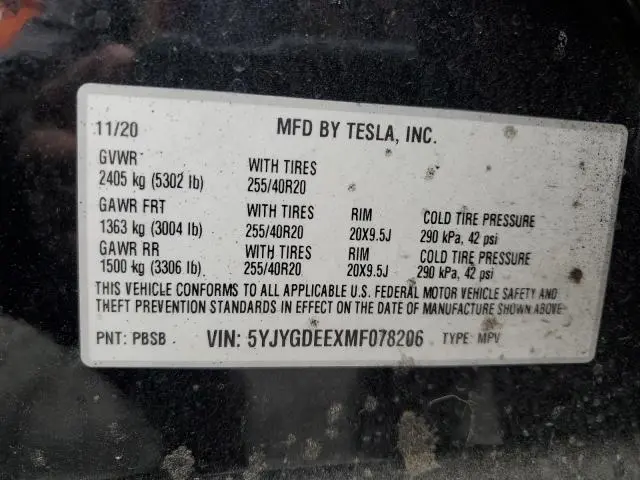 11/20 MFD BY TESLA, INC.
GVWR WITH TIRES
2405 kg (5302 lb) 255/40R20
GAWR FRT WITH TIRES RIM COLD TIRE PRESSURE
1363 kg (3004 lb) 255/40R20 20X9.5J 290 kPa, 42 psi
GAWR RR WITH TIRES RIM COLD TIRE PRESSURE
1500 kg (3306 lb) 255/40R20 20X9.5J 290 kPa, 42 psi
THIS VEHICLE CONFORMS TO ALL APPLICABLE U.S. FEDERAL MOTOR VEHICLE SAFETY AND
THEFT PREVENTION STANDARDS IN EFFECT ON THE DATE OF MANUFACTURE SHOWN ABOVE
PNT: PBSB VIN: 5YJYGDEEXMF078206 TYPE: MPV